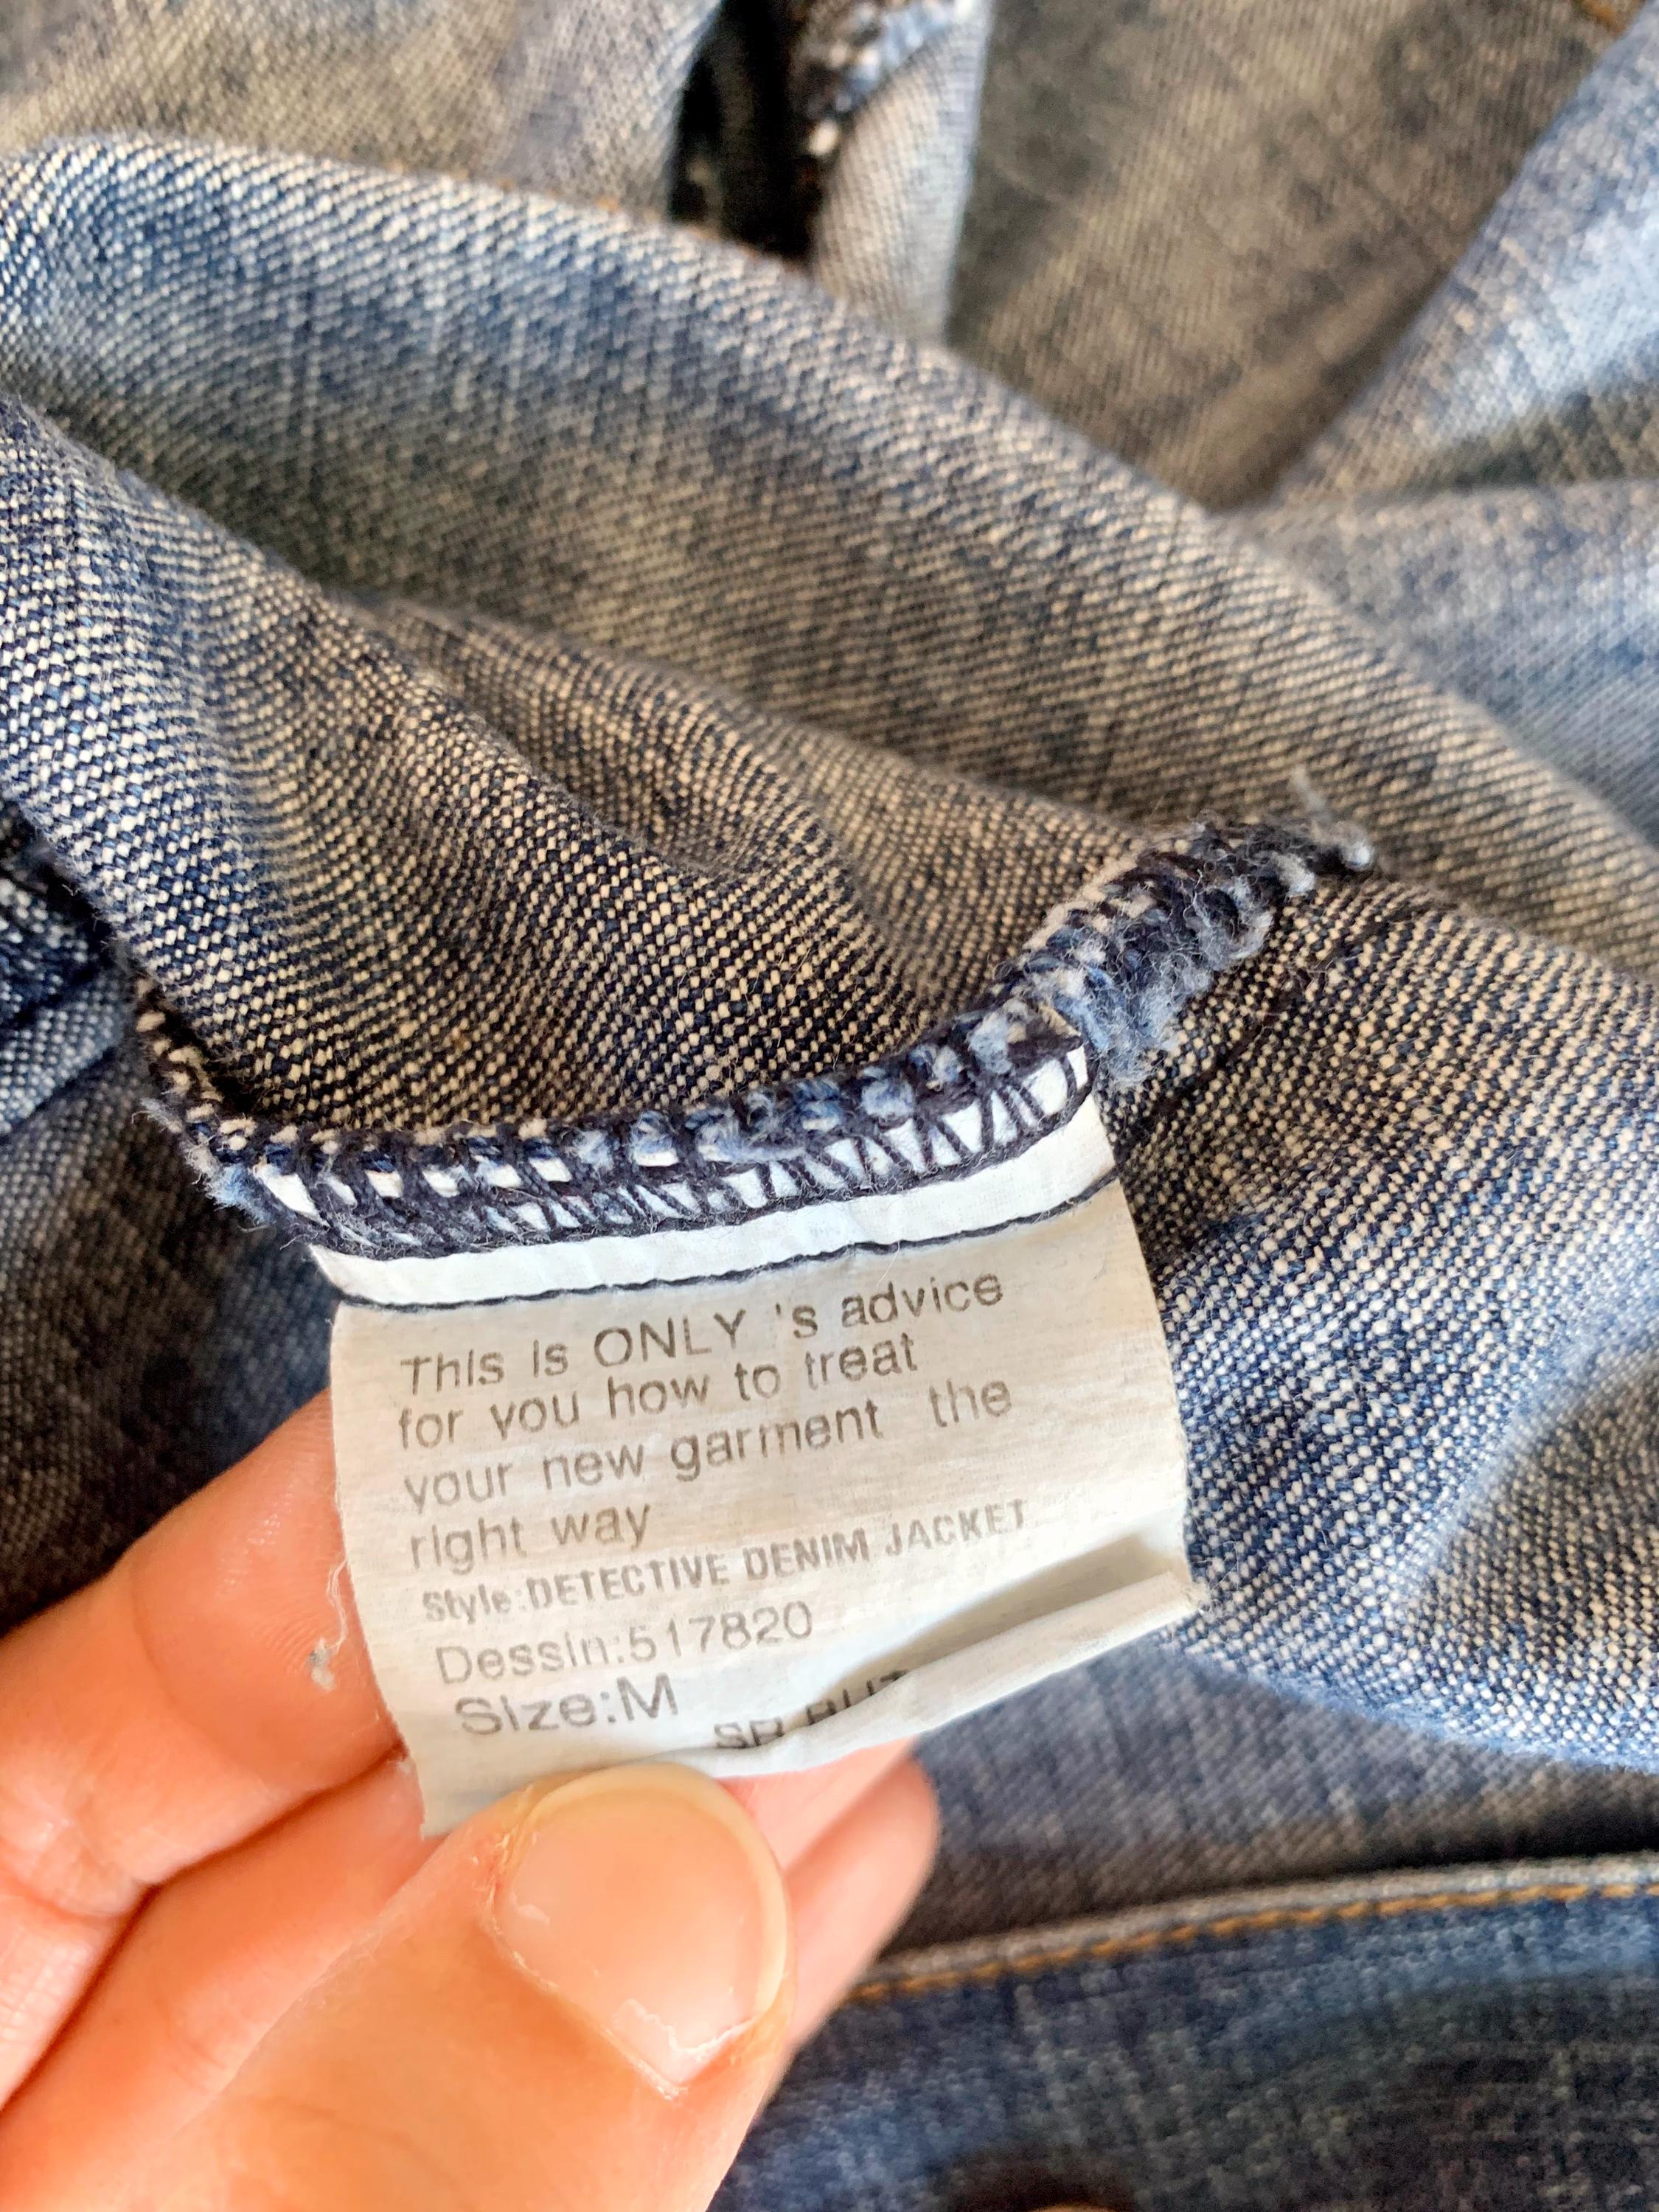 This is ONLY 's advice
for you how to treat
your new garment the
right way
Style:DETECTIVE DENIM JACKET
Dessin:517820
Size:M